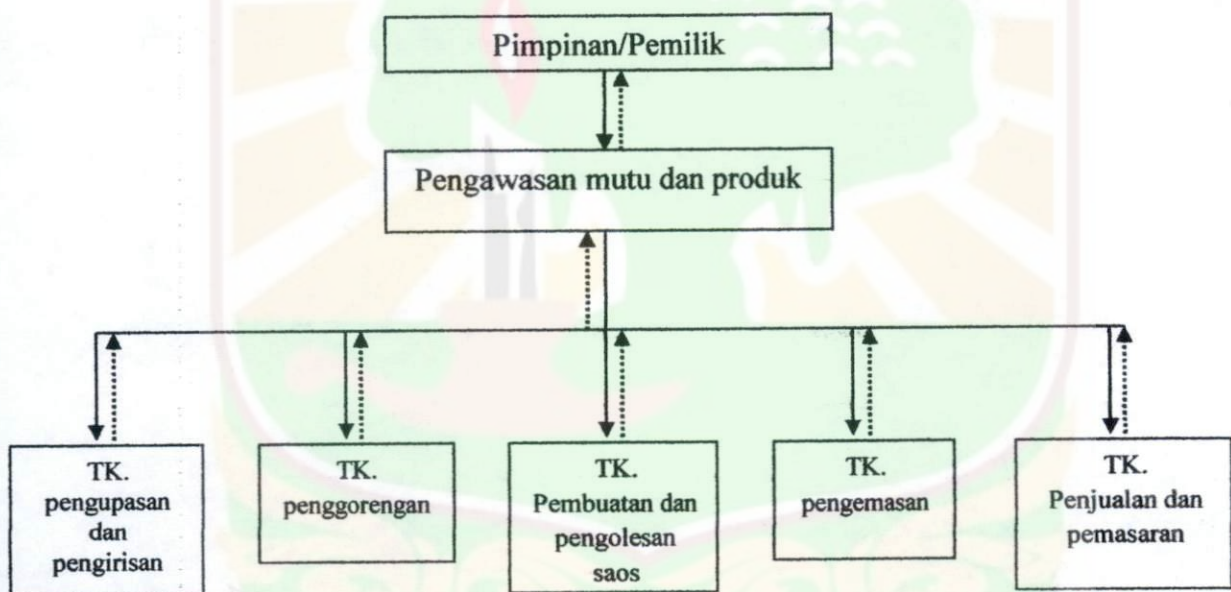 Pimpinan/Pemilik
Pengawasan mutu dan produk
TK.
pengupasan
dan
pengirisan
TK.
penggorengan
TK.
Pembuatan dan
pengolesan
saos
TK.
pengemasan
TK.
Penjualan dan
pemasaran